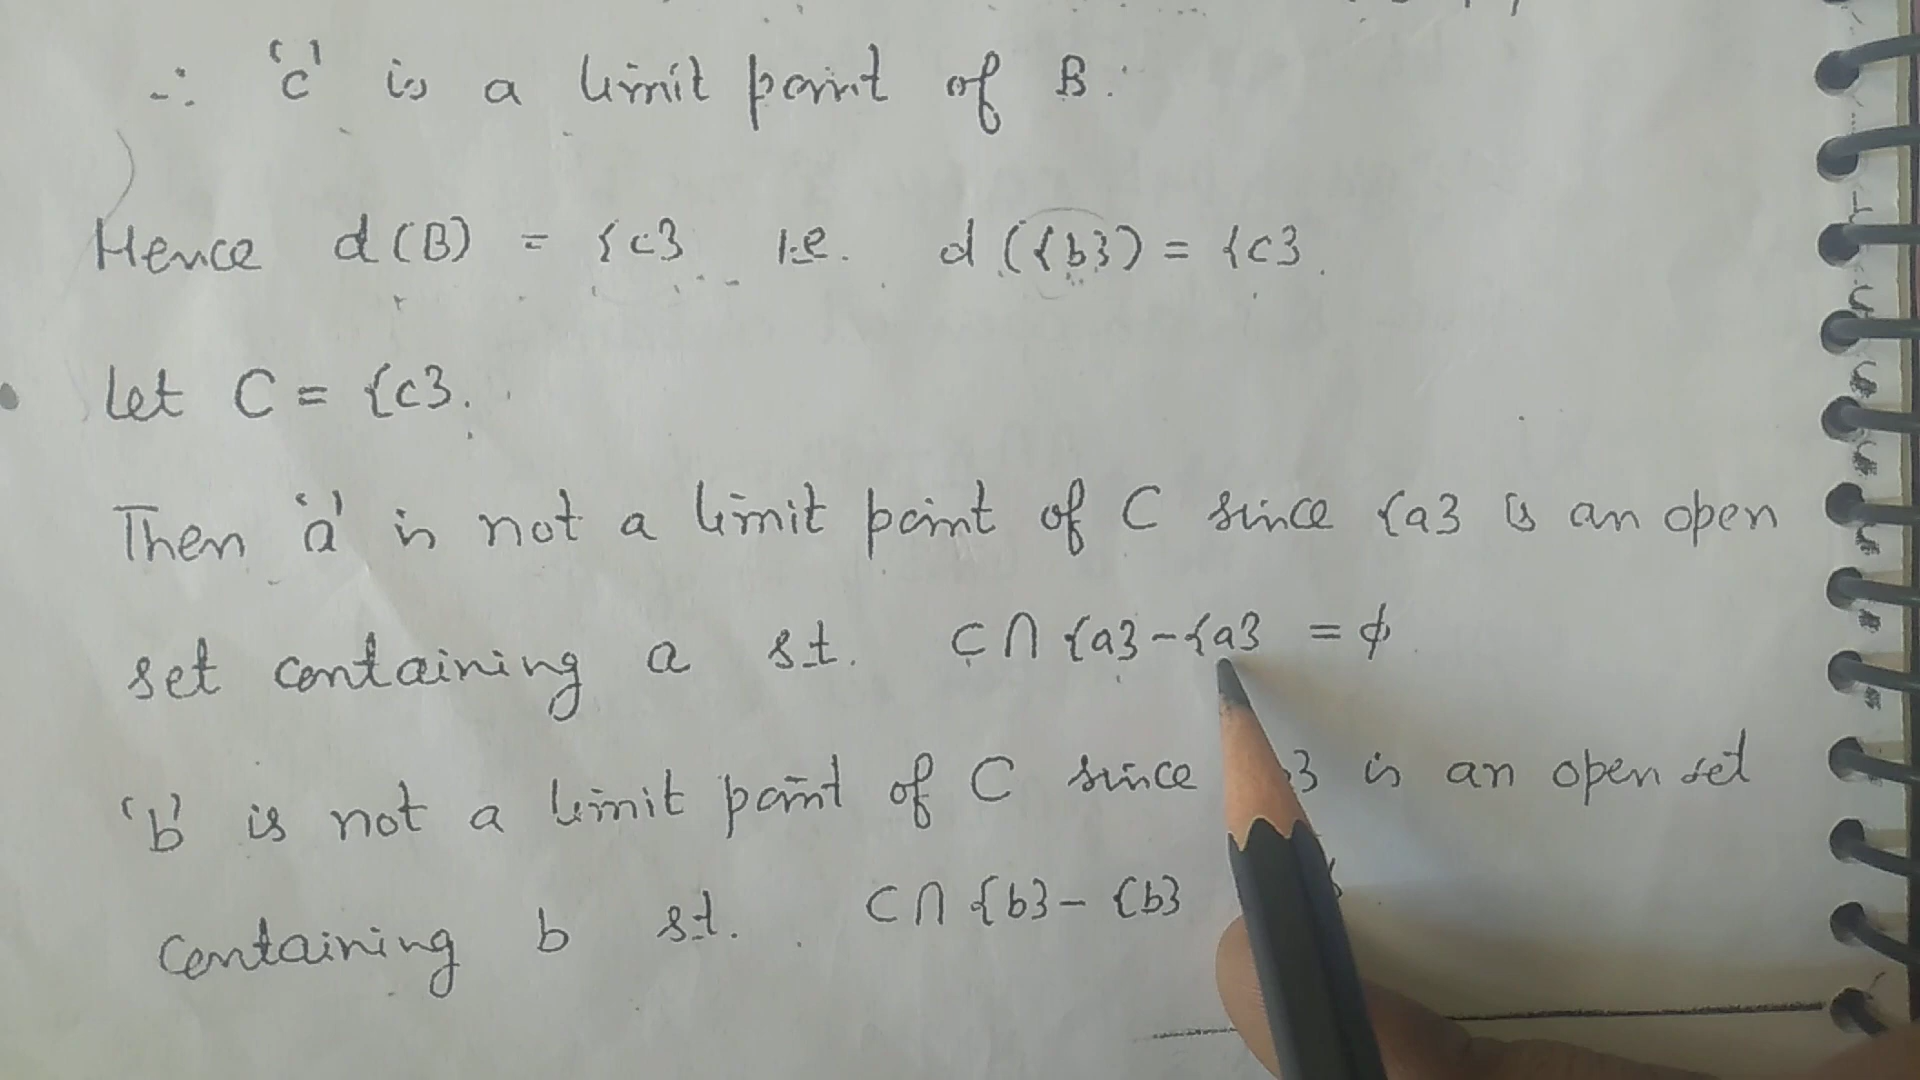 ∴ 'c' is a limit point of B.
Hence d(B) = {c} i.e. d({b}) = {c}.
Let C = {c}.
Then 'a' is not a limit point of C since {a} is an open
set containing a s.t. C∩{a}-{a} = ϕ
'b' is not a limit point of C since } is an open set
containing b s.t. C∩{b}-{b}